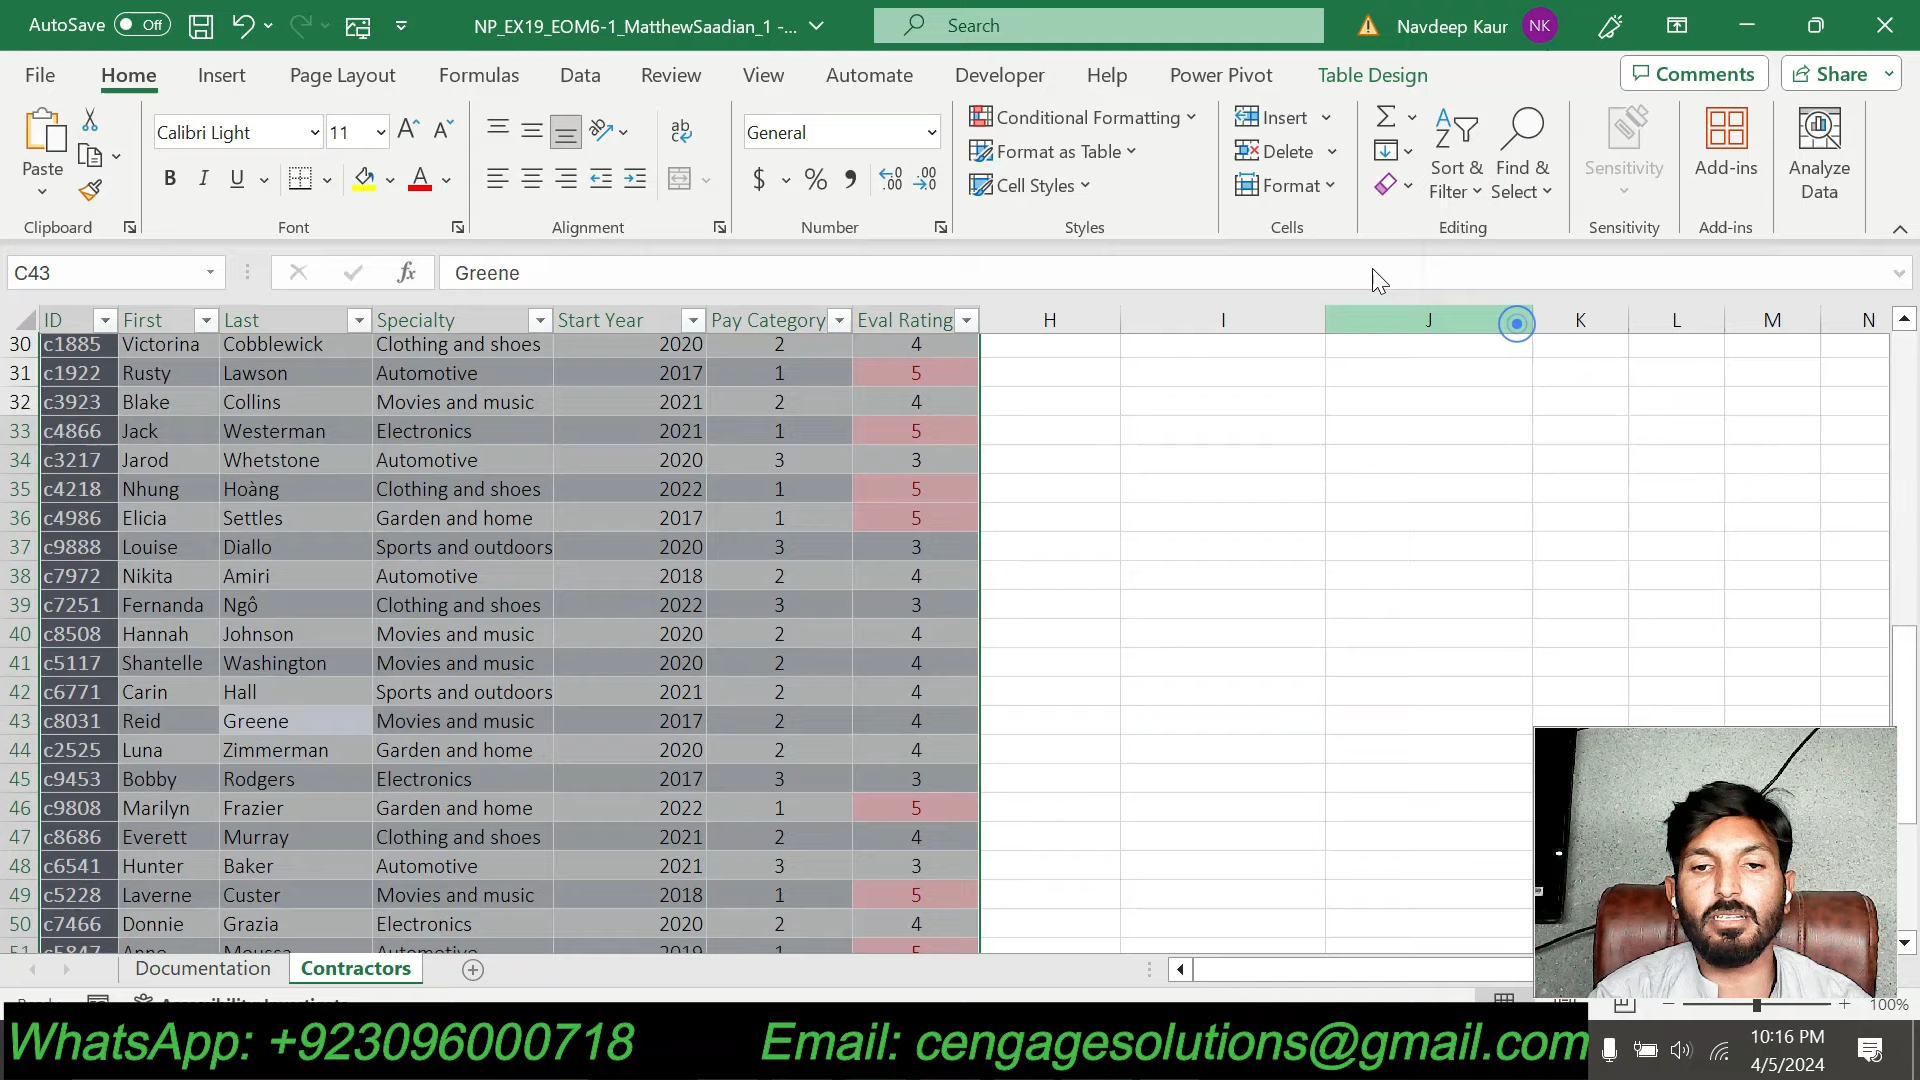 AutoSave Off NP_EX19_EOM6-1_MatthewSaadian_1 -... Search Navdeep Kaur NK
File Home Insert Page Layout Formulas Data Review View Automate Developer Help Power Pivot Table Design Comments Share
Paste Calibri Light 11 General Conditional Formatting Insert
Format as Table Delete Sort & Filter Find & Select Sensitivity Add-ins Analyze Data
Cell Styles Format
Clipboard Font Alignment Number Styles Cells Editing Sensitivity Add-ins
C43 fx Greene
ID First Last Specialty Start Year Pay Category Eval Rating H I J K L M N
30 c1885 Victorina Cobblewick Clothing and shoes 2020 2 4
31 c1922 Rusty Lawson Automotive 2017 1 5
32 c3923 Blake Collins Movies and music 2021 2 4
33 c4866 Jack Westerman Electronics 2021 1 5
34 c3217 Jarod Whetstone Automotive 2020 3 3
35 c4218 Nhung Hoàng Clothing and shoes 2022 1 5
36 c4986 Elicia Settles Garden and home 2017 1 5
37 c9888 Louise Diallo Sports and outdoors 2020 3 3
38 c7972 Nikita Amiri Automotive 2018 2 4
39 c7251 Fernanda Ngô Clothing and shoes 2022 3 3
40 c8508 Hannah Johnson Movies and music 2020 2 4
41 c5117 Shantelle Washington Movies and music 2020 2 4
42 c6771 Carin Hall Sports and outdoors 2021 2 4
43 c8031 Reid Greene Movies and music 2017 2 4
44 c2525 Luna Zimmerman Garden and home 2020 2 4
45 c9453 Bobby Rodgers Electronics 2017 3 3
46 c9808 Marilyn Frazier Garden and home 2022 1 5
47 c8686 Everett Murray Clothing and shoes 2021 2 4
48 c6541 Hunter Baker Automotive 2021 3 3
49 c5228 Laverne Custer Movies and music 2018 1 5
50 c7466 Donnie Grazia Electronics 2020 2 4
51 c5847 Anne Moussa Automotive 2019 1 5
Documentation Contractors
100%
WhatsApp: +923096000718 Email: cengagesolutions@gmail.com
10:16 PM
4/5/2024